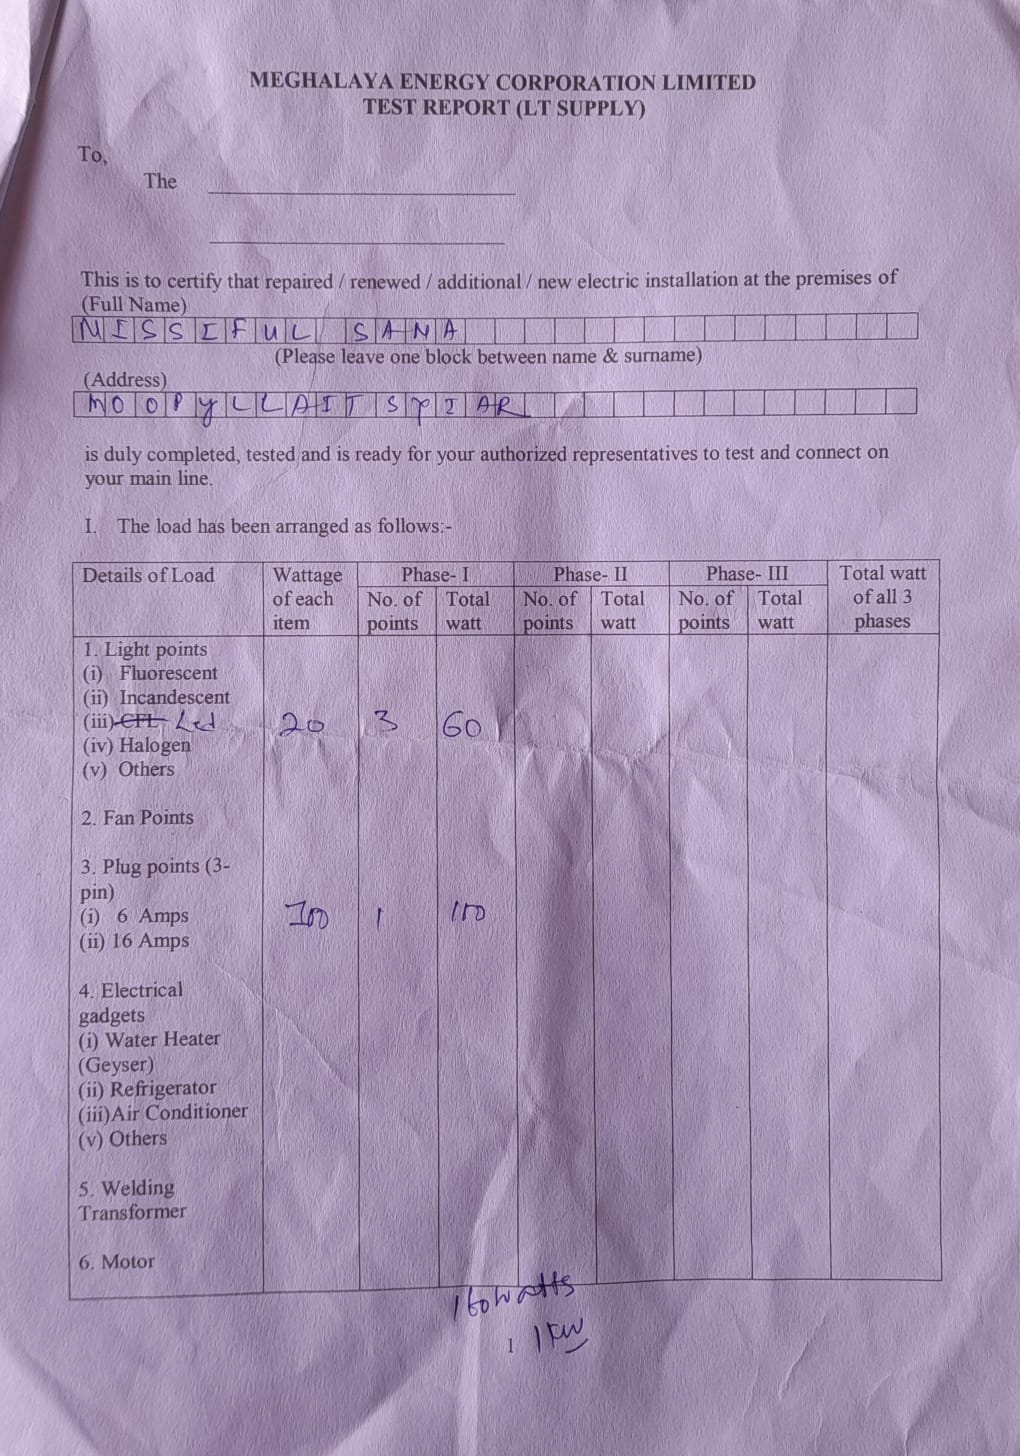 MEGHALAYA ENERGY CORPORATION LIMITED
TEST REPORT (LT SUPPLY)
To,
The
This is to certify that repaired / renewed / additional / new electric installation at the premises of
(Full Name)
MISSIFUL SANA
(Please leave one block between name & surname)
(Address)
MOOPYLLAIT SYIAR
is duly completed, tested and is ready for your authorized representatives to test and connect on
your main line.
I. The load has been arranged as follows:-
Details of Load Wattage of each item Phase- I Phase- II Phase- III Total watt of all 3 phases
No. of points Total watt No. of points Total watt No. of points Total watt
1. Light points
(i) Fluorescent
(ii) Incandescent
(iii) CFL Led 20 3 60
(iv) Halogen
(v) Others
2. Fan Points
3. Plug points (3-
pin)
(i) 6 Amps 100 1 100
(ii) 16 Amps
4. Electrical
gadgets
(i) Water Heater
(Geyser)
(ii) Refrigerator
(iii)Air Conditioner
(v) Others
5. Welding
Transformer
6. Motor
160 watts
1 1 KW